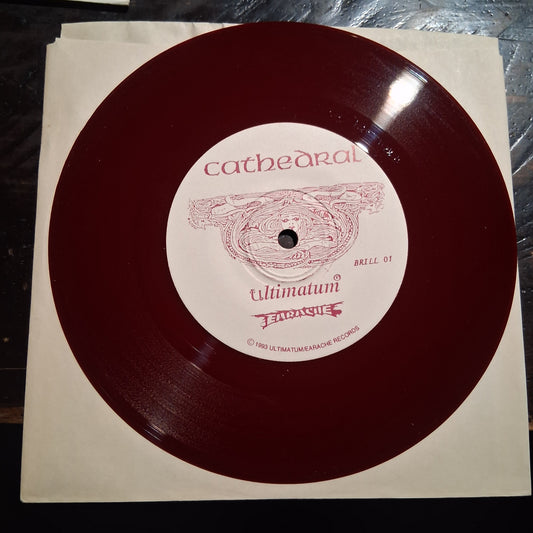 cathedral
BRILL 01
ultimatum
EARACHE
© 1993 ULTIMATUM/EARACHE RECORDS